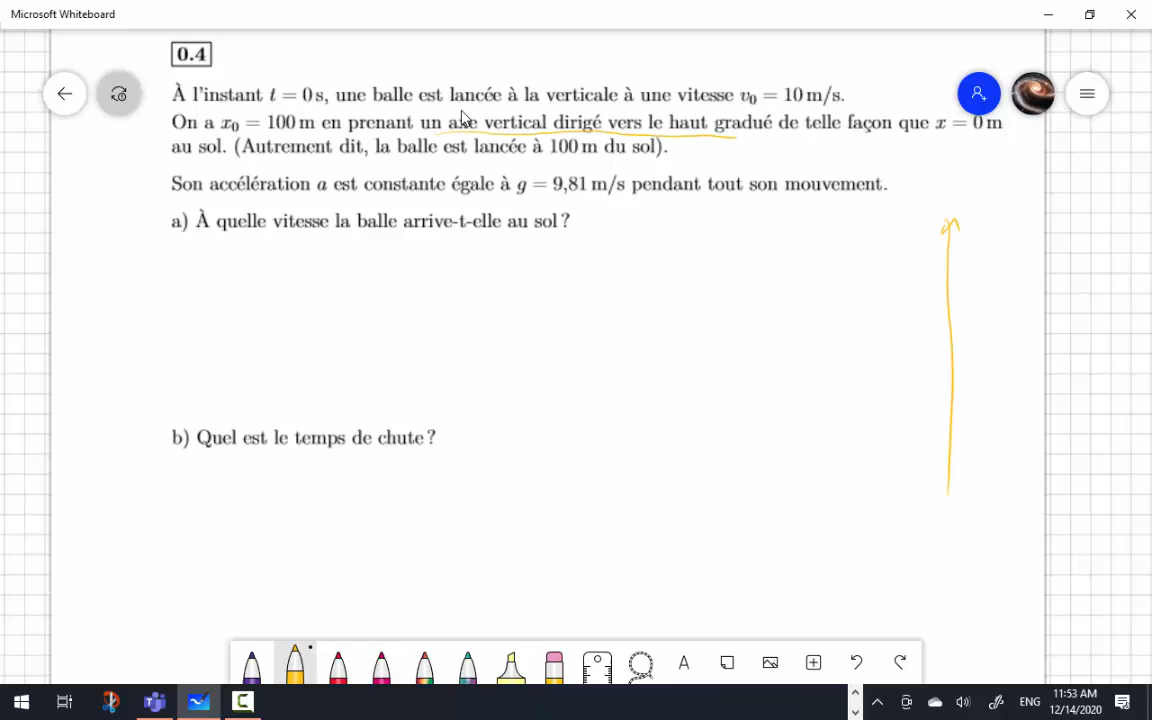 Microsoft Whiteboard
0.4
À l'instant t = 0 s, une balle est lancée à la verticale à une vitesse v₀ = 10 m/s.
On a x₀ = 100 m en prenant un axe vertical dirigé vers le haut gradué de telle façon que x = 0 m
au sol. (Autrement dit, la balle est lancée à 100 m du sol).
Son accélération a est constante égale à g = 9,81 m/s pendant tout son mouvement.
a) À quelle vitesse la balle arrive-t-elle au sol ?
b) Quel est le temps de chute ?
A
C
ENG
11:53 AM
12/14/2020